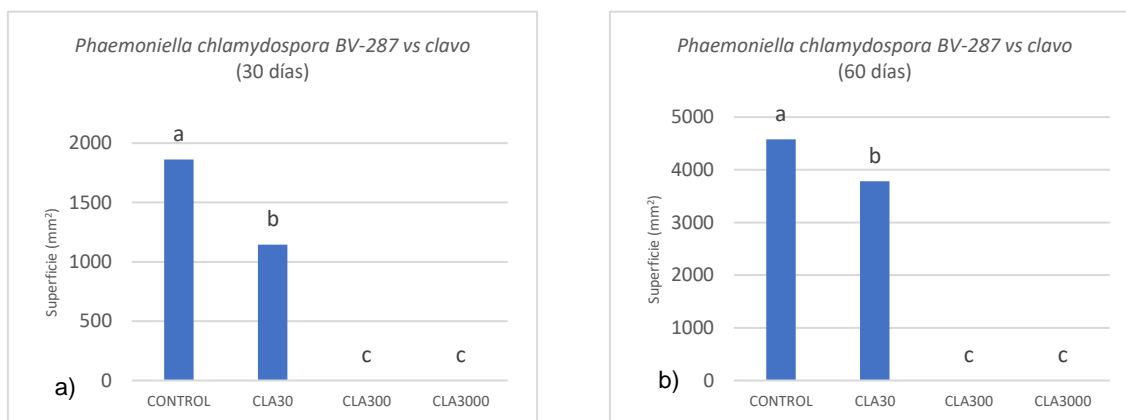 Phaemoniella chlamydospora BV-287 vs clavo
(30 días)
Superficie (mm²)
2000
1500
1000
500
0
a
b
c
c
CONTROL
CLA30
CLA300
CLA3000
a)
Phaemoniella chlamydospora BV-287 vs clavo
(60 días)
Superficie (mm²)
5000
4000
3000
2000
1000
0
a
b
c
c
CONTROL
CLA30
CLA300
CLA3000
b)